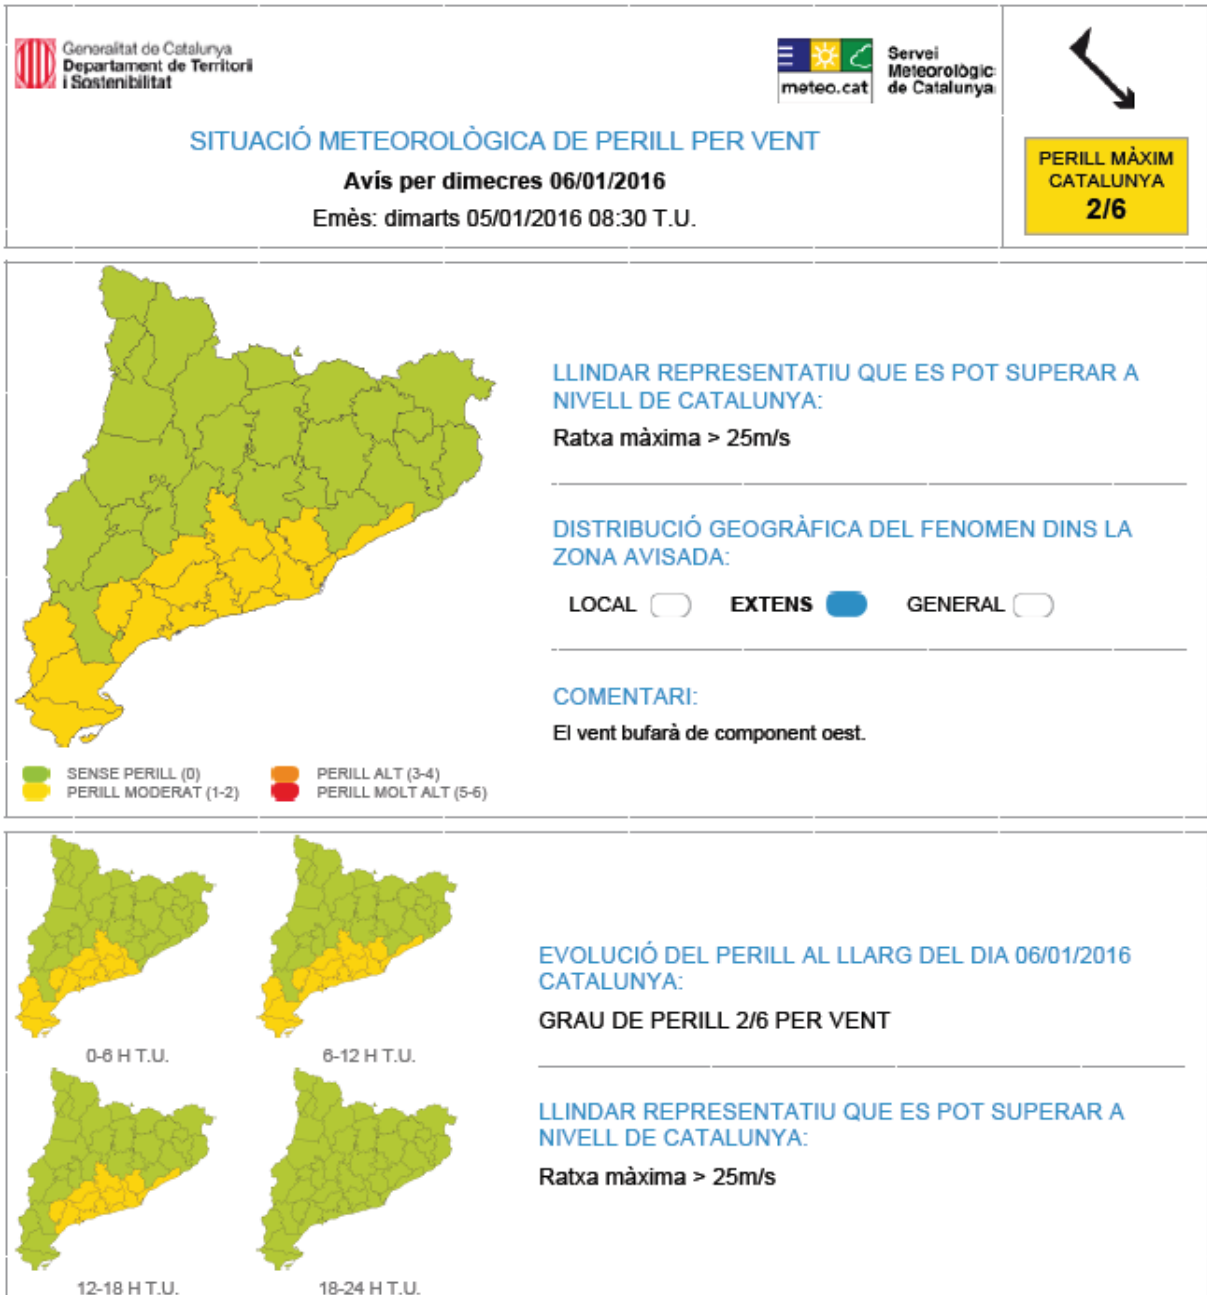 Generalitat de Catalunya
Departament de Territori
i Sostenibilitat
meteo.cat
Servei
Meteorològic
de Catalunya
SITUACIÓ METEOROLÒGICA DE PERILL PER VENT
Avís per dimecres 06/01/2016
Emès: dimarts 05/01/2016 08:30 T.U.
PERILL MÀXIM
CATALUNYA
2/6
LLINDAR REPRESENTATIU QUE ES POT SUPERAR A
NIVELL DE CATALUNYA:
Ratxa màxima > 25m/s
DISTRIBUCIÓ GEOGRÀFICA DEL FENOMEN DINS LA
ZONA AVISADA:
LOCAL EXTENS GENERAL
COMENTARI:
El vent bufarà de component oest.
SENSE PERILL (0)
PERILL MODERAT (1-2)
PERILL ALT (3-4)
PERILL MOLT ALT (5-6)
0-6 H T.U.
6-12 H T.U.
12-18 H T.U.
18-24 H T.U.
EVOLUCIÓ DEL PERILL AL LLARG DEL DIA 06/01/2016
CATALUNYA:
GRAU DE PERILL 2/6 PER VENT
LLINDAR REPRESENTATIU QUE ES POT SUPERAR A
NIVELL DE CATALUNYA:
Ratxa màxima > 25m/s